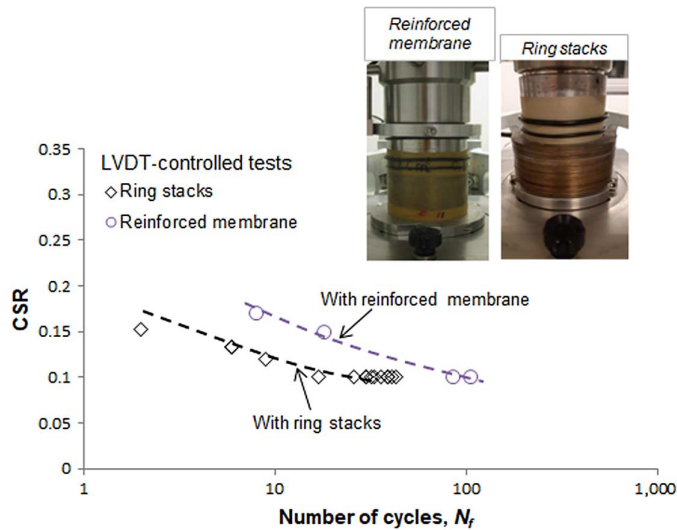 Reinforced
membrane
Ring stacks
0.35
LVDT-controlled tests
Ring stacks
0.3
Reinforced membrane
0.25
0.2
With reinforced membrane
CSR
0.15
0.1
With ring stacks
0.05
0
1
10
100
1,000
Number of cycles, Nf